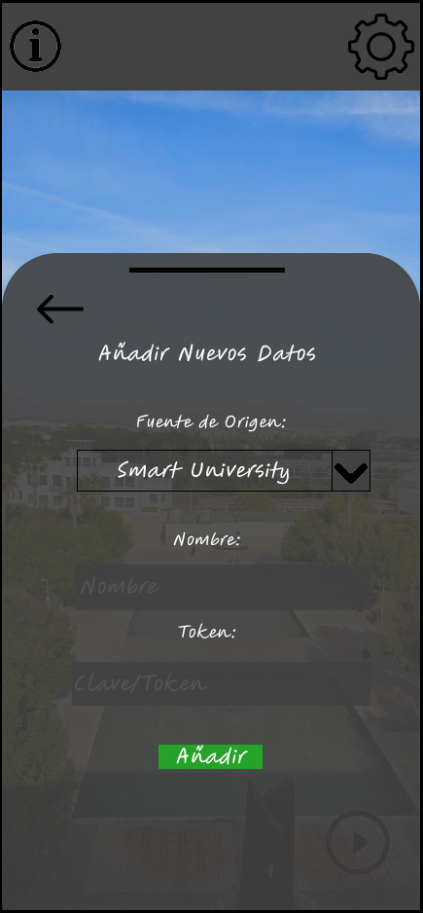 Añadir Nuevos Datos
Fuente de Origen:
Smart University
Nombre:
Nombre
Token:
Clave/Token
Añadir